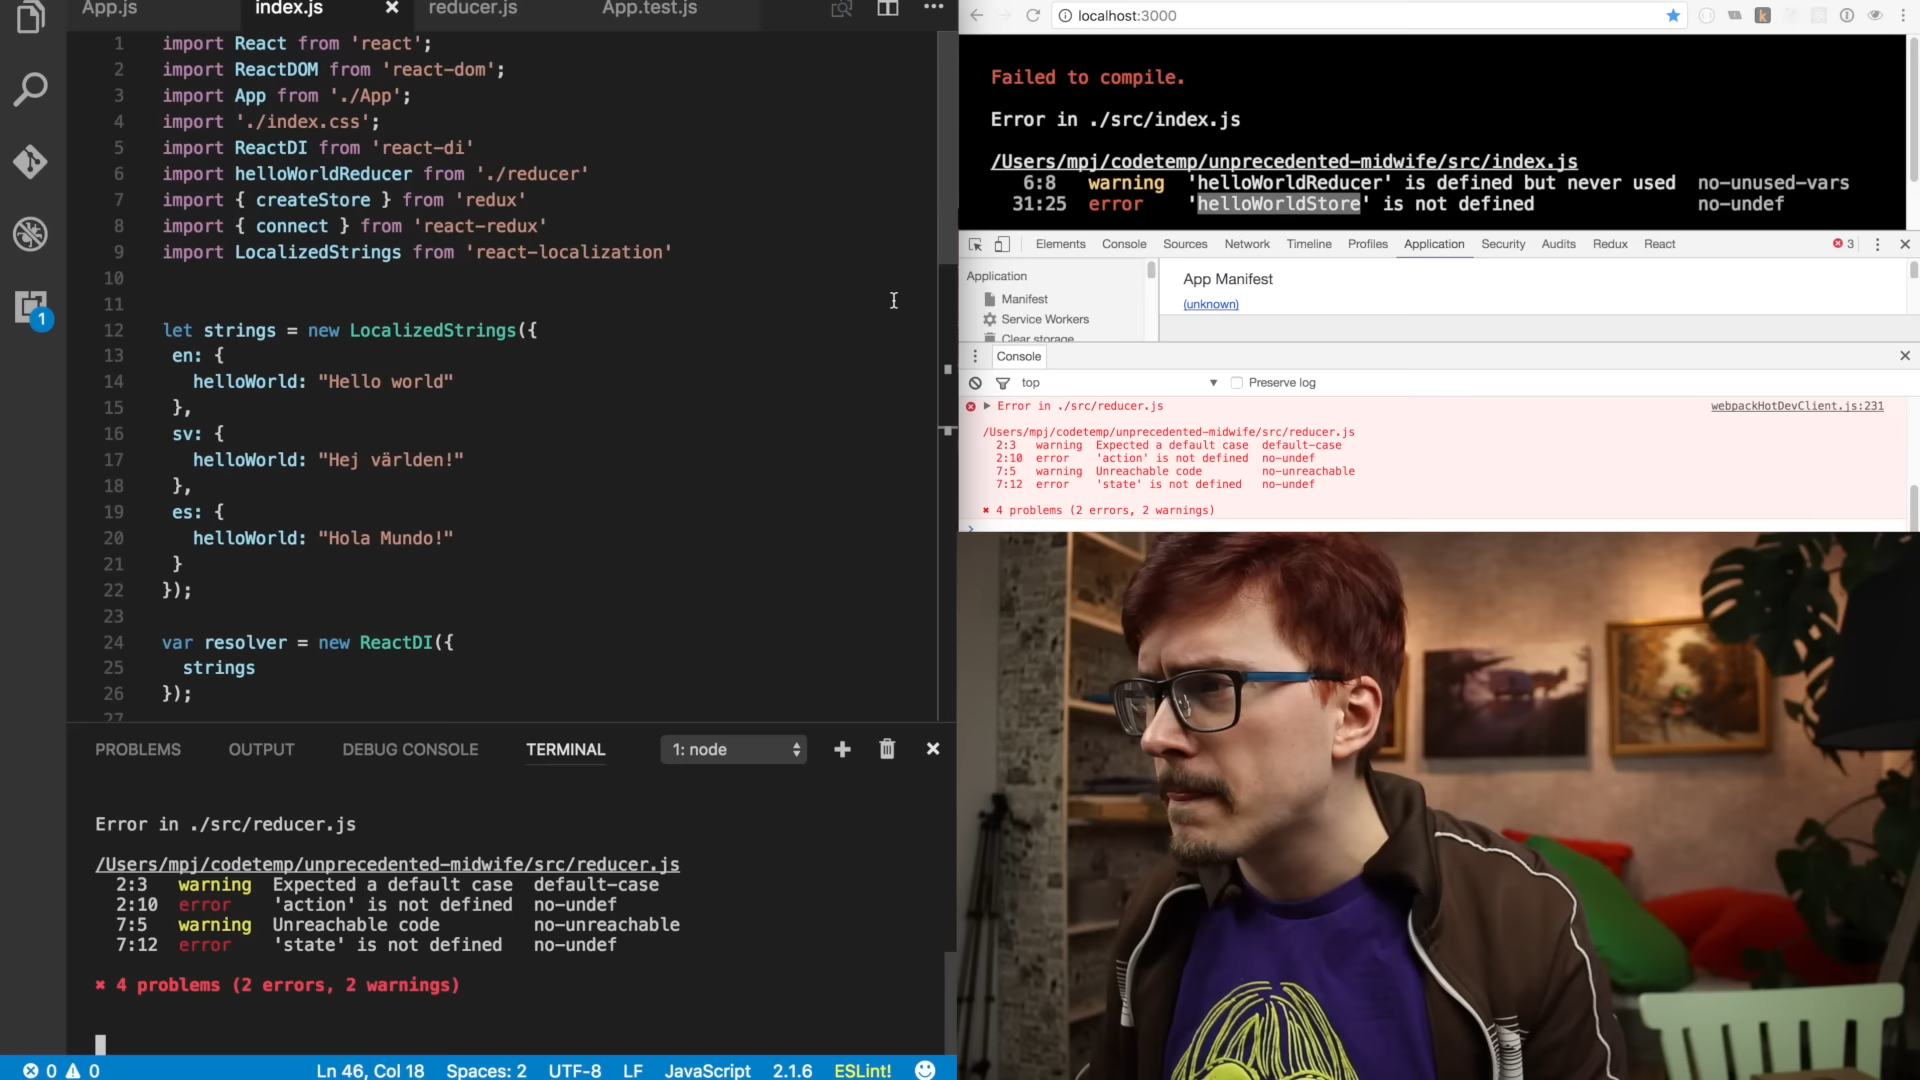 App.js
index.js
reducer.js
App.test.js
1 import React from 'react';
2 import ReactDOM from 'react-dom';
3 import App from './App';
4 import './index.css';
5 import ReactDI from 'react-di'
6 import helloWorldReducer from './reducer'
7 import { createStore } from 'redux'
8 import { connect } from 'react-redux'
9 import LocalizedStrings from 'react-localization'
10
11
12 let strings = new LocalizedStrings({
13 en: {
14 helloWorld: "Hello world"
15 },
16 sv: {
17 helloWorld: "Hej världen!"
18 },
19 es: {
20 helloWorld: "Hola Mundo!"
21 }
22 });
23
24 var resolver = new ReactDI({
25 strings
26 });
27
PROBLEMS OUTPUT DEBUG CONSOLE TERMINAL 1: node
Error in ./src/reducer.js
/Users/mpj/codetemp/unprecedented-midwife/src/reducer.js
2:3 warning Expected a default case default-case
2:10 error 'action' is not defined no-undef
7:5 warning Unreachable code no-unreachable
7:12 error 'state' is not defined no-undef
✖ 4 problems (2 errors, 2 warnings)
1
0 0 Ln 46, Col 18 Spaces: 2 UTF-8 LF JavaScript 2.1.6 ESLint!
localhost:3000
k
Failed to compile.
Error in ./src/index.js
/Users/mpj/codetemp/unprecedented-midwife/src/index.js
6:8 warning 'helloWorldReducer' is defined but never used no-unused-vars
31:25 error 'helloWorldStore' is not defined no-undef
Elements Console Sources Network Timeline Profiles Application Security Audits Redux React 3
Application
Manifest
Service Workers
Clear storage
App Manifest
(unknown)
Console
top Preserve log
Error in ./src/reducer.js webpackHotDevClient.js:231
/Users/mpj/codetemp/unprecedented-midwife/src/reducer.js
2:3 warning Expected a default case default-case
2:10 error 'action' is not defined no-undef
7:5 warning Unreachable code no-unreachable
7:12 error 'state' is not defined no-undef
✖ 4 problems (2 errors, 2 warnings)